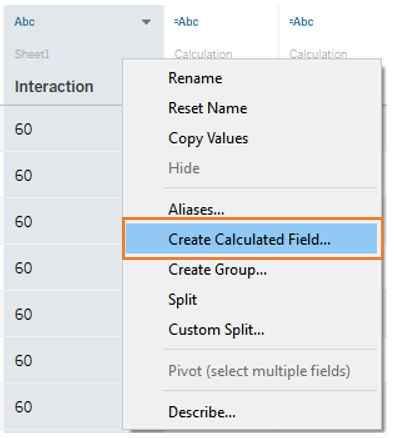 Abc =Abc =Abc
Sheet1 Calculation Calculation
Interaction
60
60
60
60
60
60
60
Rename
Reset Name
Copy Values
Hide
Aliases...
Create Calculated Field...
Create Group...
Split
Custom Split...
Pivot (select multiple fields)
Describe...